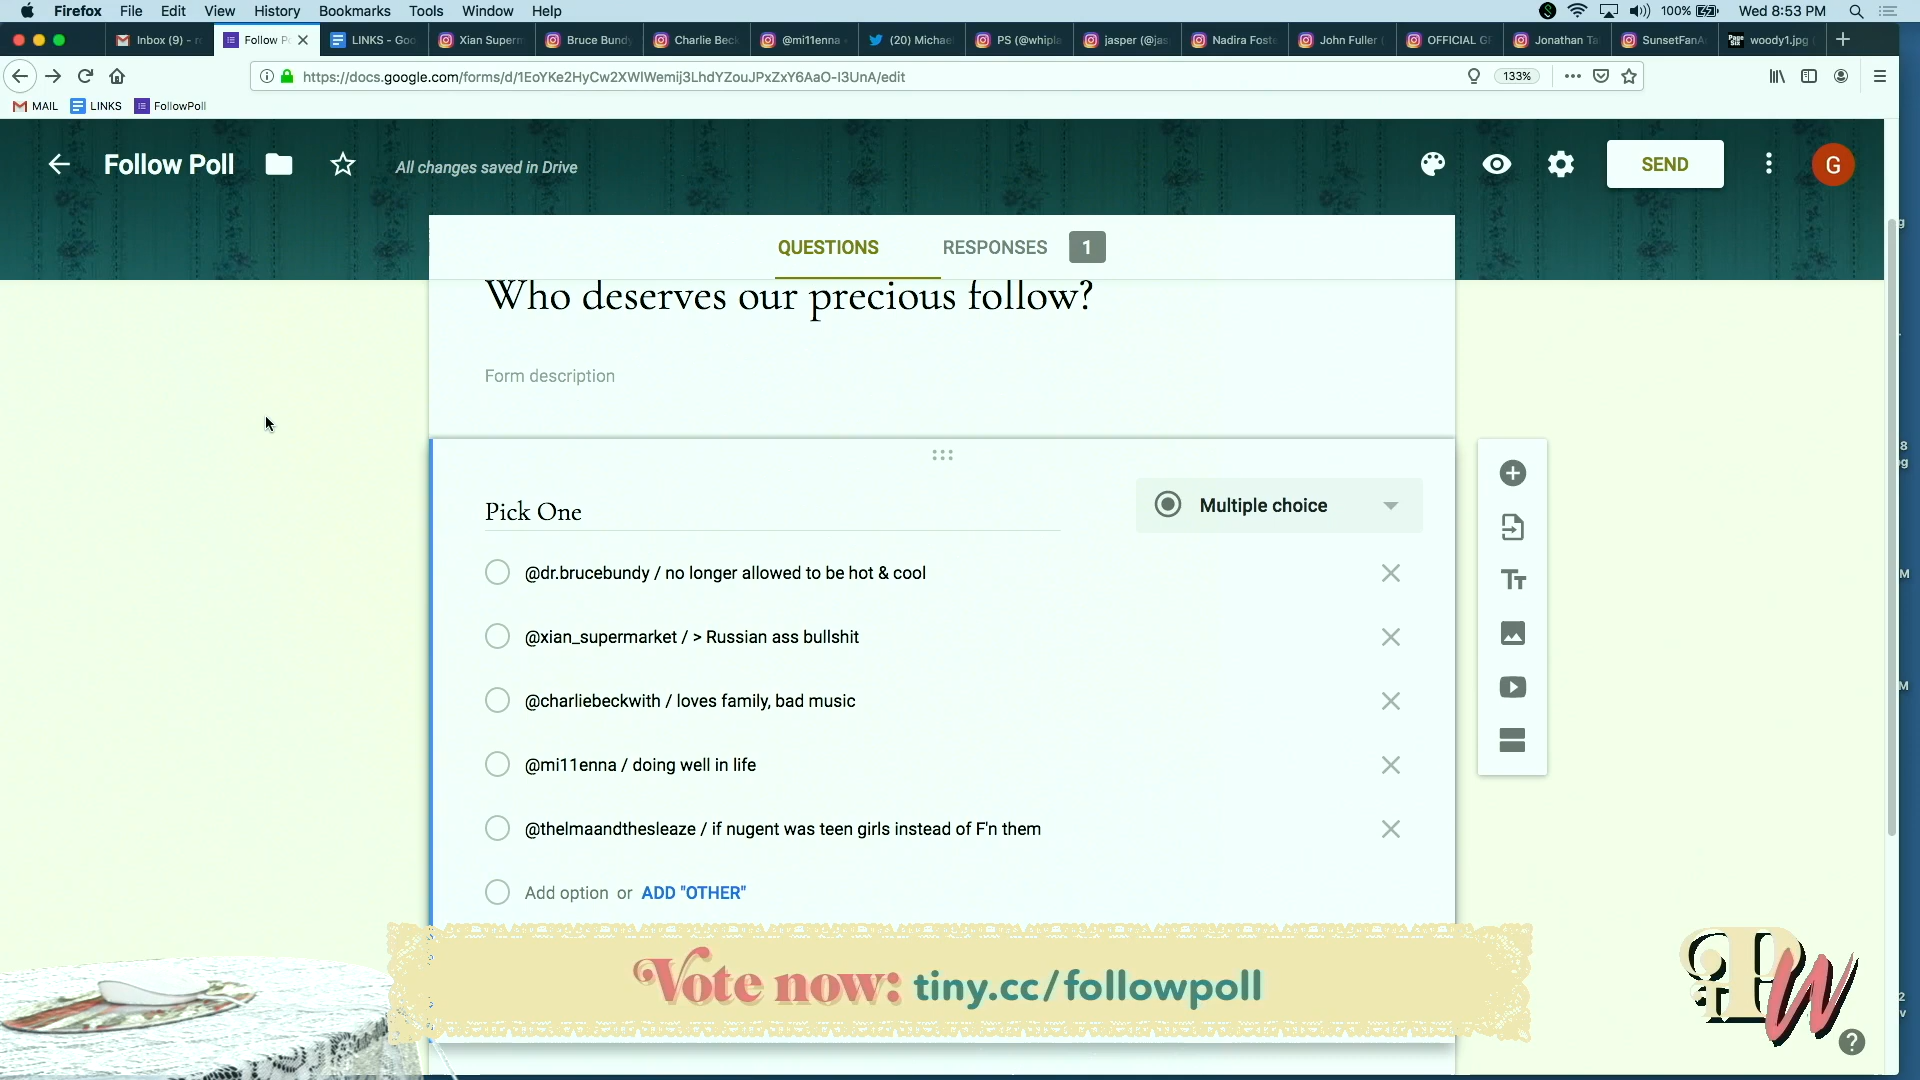 Firefox File Edit View History Bookmarks Tools Window Help 100% Wed 8:53 PM
Inbox (9) - r Follow P LINKS - Goo Xian Superm Bruce Bund Charlie Bec @mi11enna (20) Michae PS (@whipla jasper (@jas Nadira Foste John Fuller ( OFFICIAL G Jonathan Ta SunsetFanA woody1.jpg
https://docs.google.com/forms/d/1EoYKe2HyCw2XWlWemij3LhdYZouJPxZxY6AaO-I3UnA/edit 133%
MAIL LINKS FollowPoll
Follow Poll All changes saved in Drive SEND G
QUESTIONS RESPONSES 1
Who deserves our precious follow?
Form description
Pick One Multiple choice
@dr.brucebundy / no longer allowed to be hot & cool
@xian_supermarket / > Russian ass bullshit
@charliebeckwith / loves family, bad music
@mi11enna / doing well in life
@thelmaandthesleaze / if nugent was teen girls instead of F'n them
Add option or ADD "OTHER"
Vote now: tiny.cc/followpoll
PW